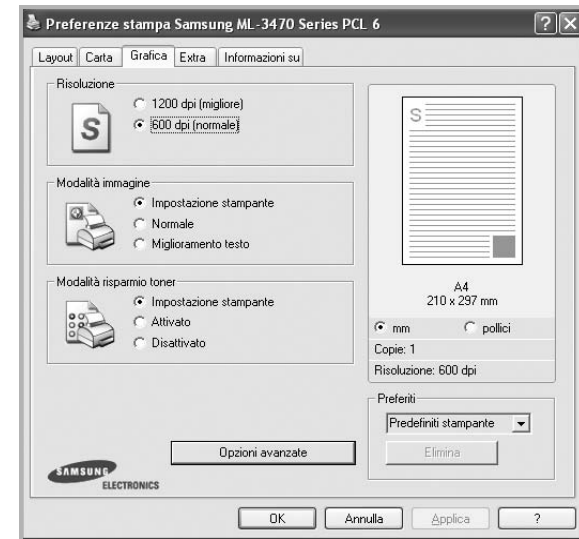 Preferenze stampa Samsung ML-3470 Series PCL 6
Layout Carta Grafica Extra Informazioni su
Risoluzione
S
1200 dpi (migliore)
600 dpi (normale)
Modalità immagine
Impostazione stampante
Normale
Miglioramento testo
Modalità risparmio toner
Impostazione stampante
Attivato
Disattivato
S
A4
210 x 297 mm
mm pollici
Copie: 1
Risoluzione: 600 dpi
Preferiti
Predefiniti stampante
Elimina
Opzioni avanzate
SAMSUNG
ELECTRONICS
OK Annulla Applica ?